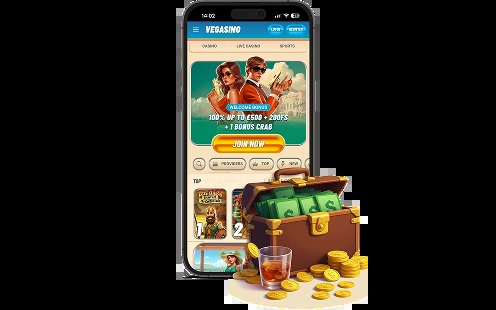 14:02
VEGASINO
CASINO LIVE CASINO SPORTS
WELCOME BONUS
100% UP TO €500 + 200FS
+ 1 BONUS CRAB
JOIN NOW
PROVIDERS TOP NEW
TOP
1.
2